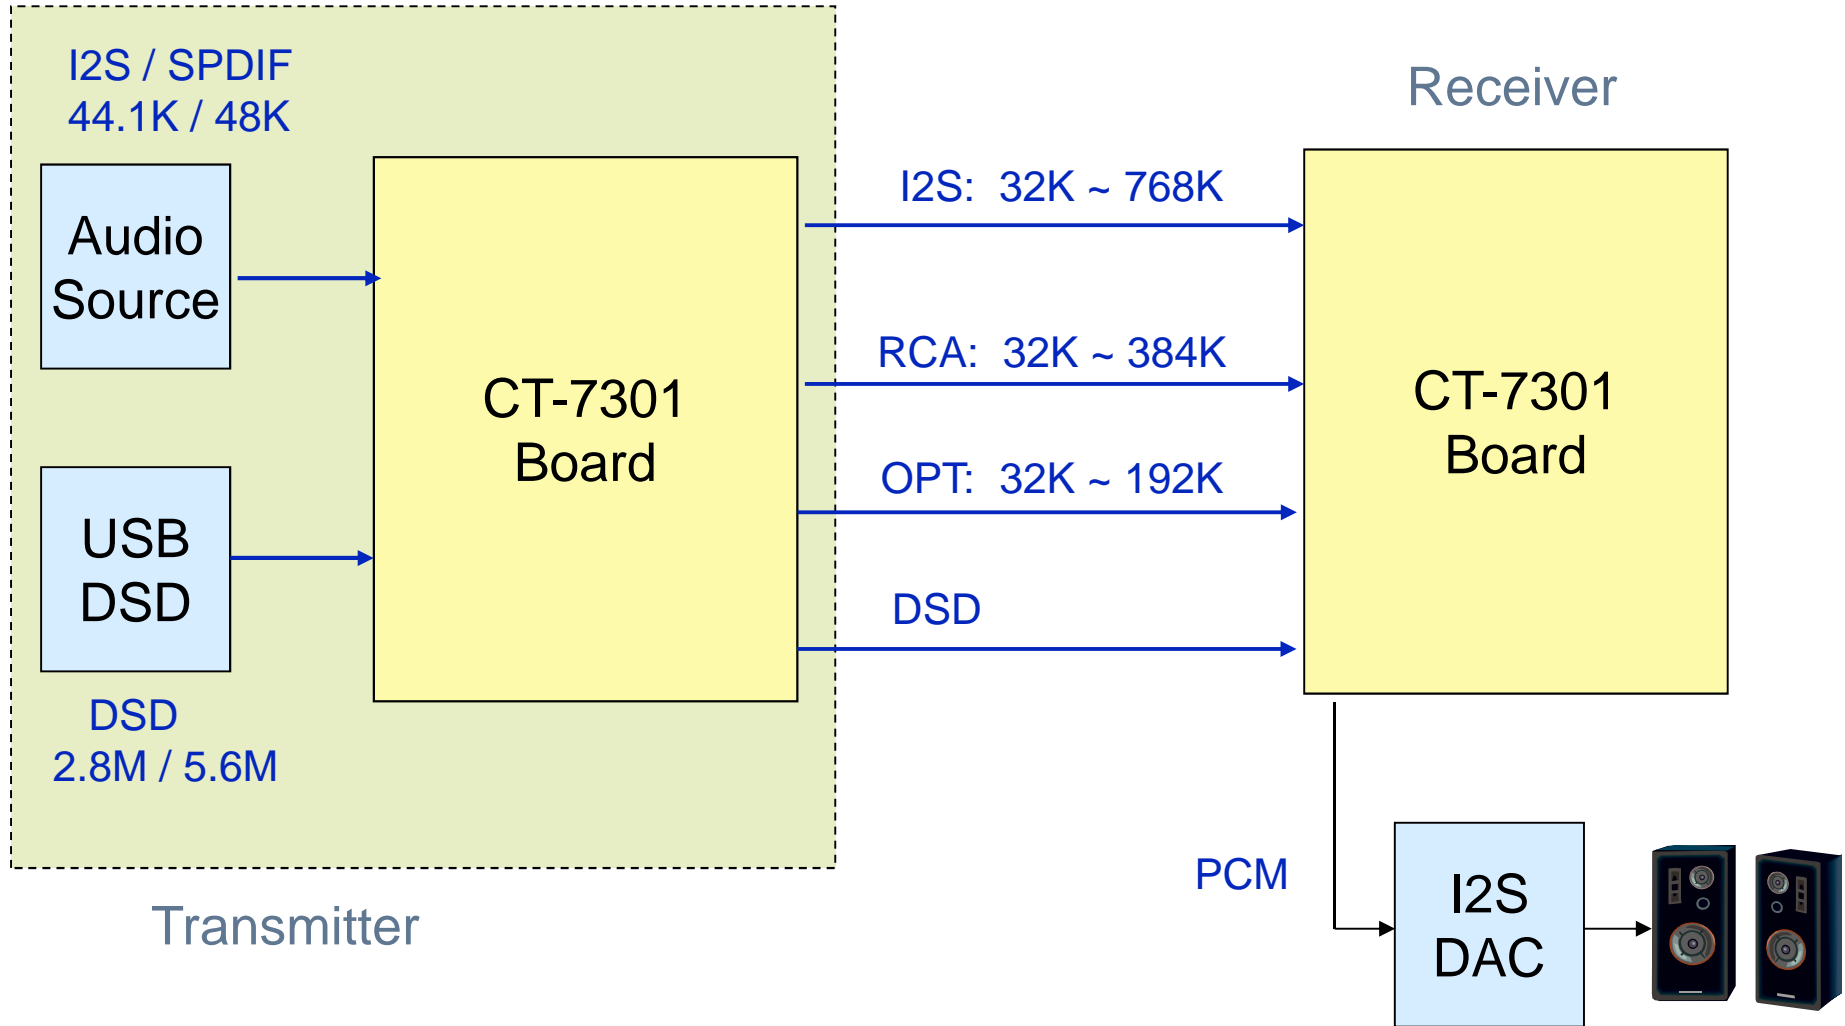 I2S / SPDIF
44.1K / 48K
Audio
Source
USB
DSD
DSD
2.8M / 5.6M
CT-7301
Board
Transmitter
I2S:  32K ~ 768K
RCA:  32K ~ 384K
OPT:  32K ~ 192K
DSD
Receiver
CT-7301
Board
PCM
I2S
DAC